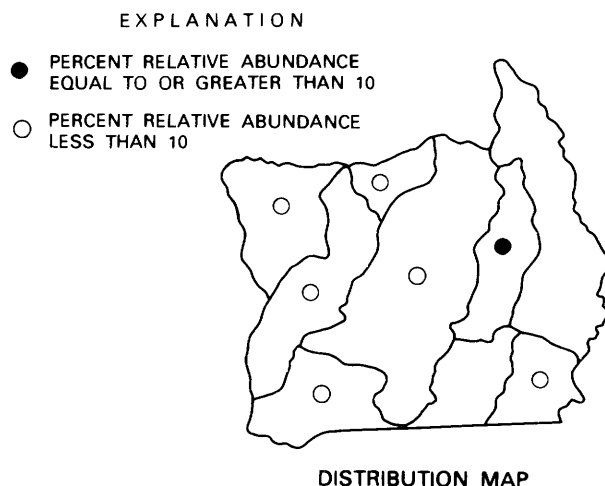 EXPLANATION
PERCENT RELATIVE ABUNDANCE
EQUAL TO OR GREATER THAN 10
PERCENT RELATIVE ABUNDANCE
LESS THAN 10
DISTRIBUTION MAP